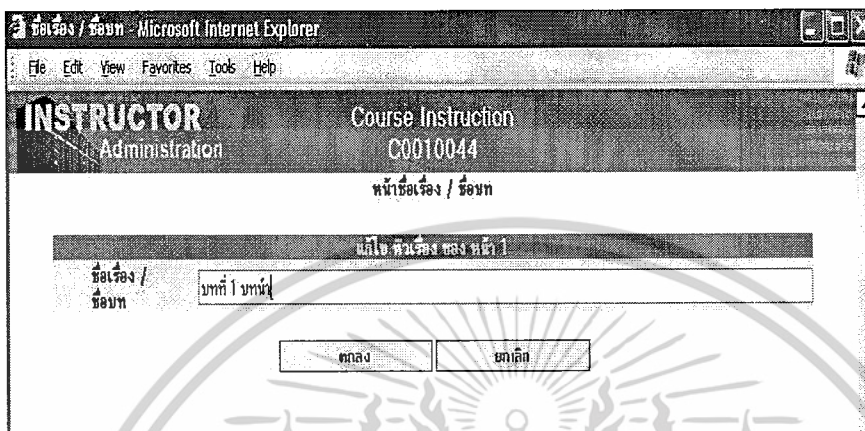 ชื่อเรื่อง / ชื่อบท - Microsoft Internet Explorer
File Edit View Favorites Tools Help
INSTRUCTOR
Administration
Course Instruction
C0010044
หน้าชื่อเรื่อง / ชื่อบท
แก้ไข หัวเรื่อง ของ หน้า 1
ชื่อเรื่อง /
ชื่อบท
บทที่ 1 บทนำ
ตกลง ยกเลิก